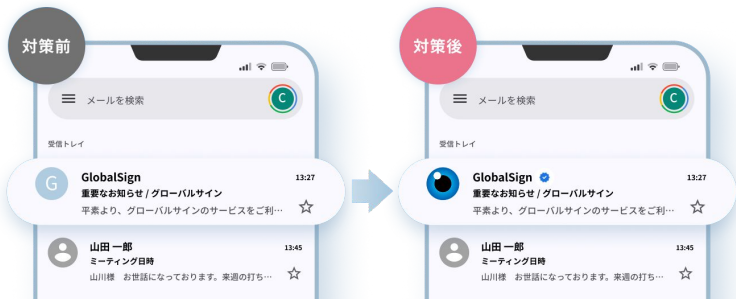 対策前
メールを検索
C
受信トレイ
G
GlobalSign
13:27
重要なお知らせ / グローバルサイン
平素より、グローバルサインのサービスをご利…
山田 一郎
13:45
ミーティング日時
山川様　お世話になっております。来週の打ち…
対策後
メールを検索
C
受信トレイ
GlobalSign
13:27
重要なお知らせ / グローバルサイン
平素より、グローバルサインのサービスをご利…
山田 一郎
13:45
ミーティング日時
山川様　お世話になっております。来週の打ち…